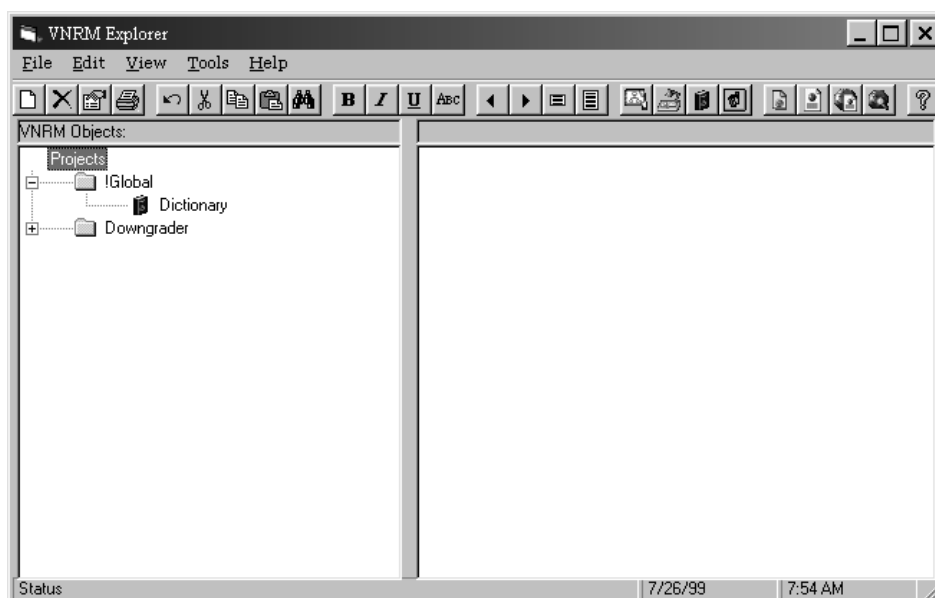 VNRM Explorer
File Edit View Tools Help
B I U ABC
VNRM Objects:
Projects
!Global
Dictionary
Downgrader
Status 7/26/99 7:54 AM